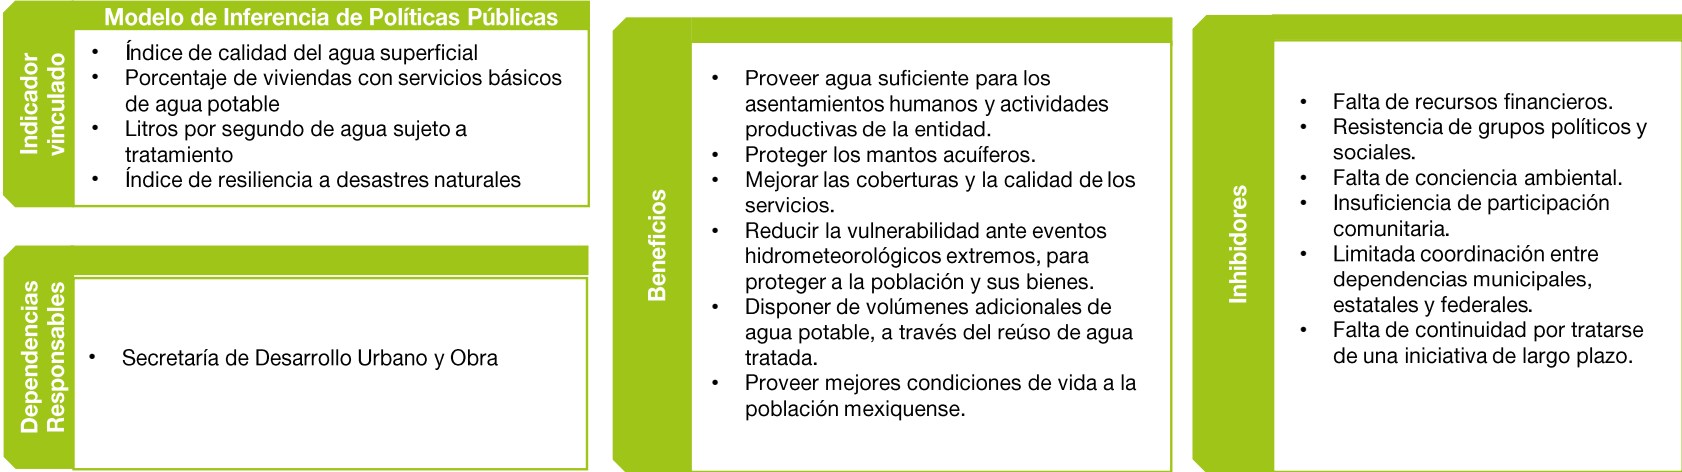 Modelo de Inferencia de Políticas Públicas
Indicador
vinculado
• Índice de calidad del agua superficial
• Porcentaje de viviendas con servicios básicos
de agua potable
• Litros por segundo de agua sujeto a
tratamiento
• Índice de resiliencia a desastres naturales
Dependencias
Responsables
• Secretaría de Desarrollo Urbano y Obra
Beneficios
• Proveer agua suficiente para los
asentamientos humanos y actividades
productivas de la entidad.
• Proteger los mantos acuíferos.
• Mejorar las coberturas y la calidad de los
servicios.
• Reducir la vulnerabilidad ante eventos
hidrometeorológicos extremos, para
proteger a la población y sus bienes.
• Disponer de volúmenes adicionales de
agua potable, a través del reúso de agua
tratada.
• Proveer mejores condiciones de vida a la
población mexiquense.
Inhibidores
• Falta de recursos financieros.
• Resistencia de grupos políticos y
sociales.
• Falta de conciencia ambiental.
• Insuficiencia de participación
comunitaria.
• Limitada coordinación entre
dependencias municipales,
estatales y federales.
• Falta de continuidad por tratarse
de una iniciativa de largo plazo.